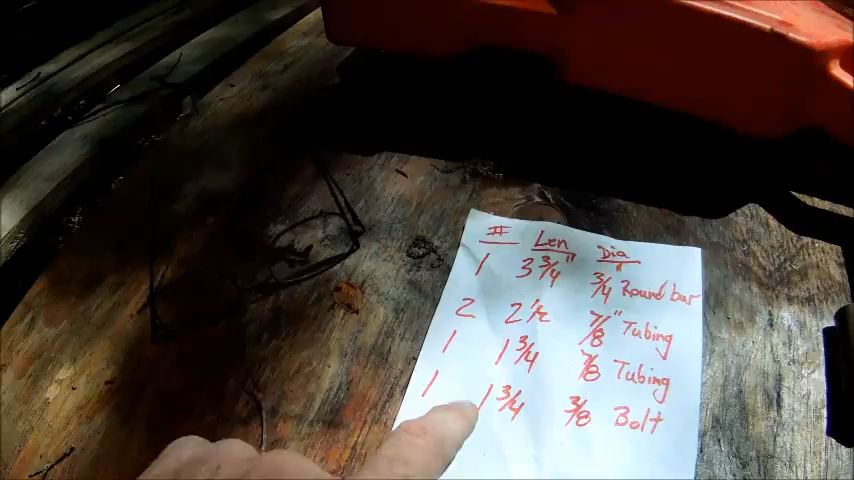 # Len Dia
1 3 3/4" 3/4" Round bar
2 2 1/2 7/8" Tubing
1 1 3/4 7/8 Tubing
1 1 3/4 3/8 Bolt